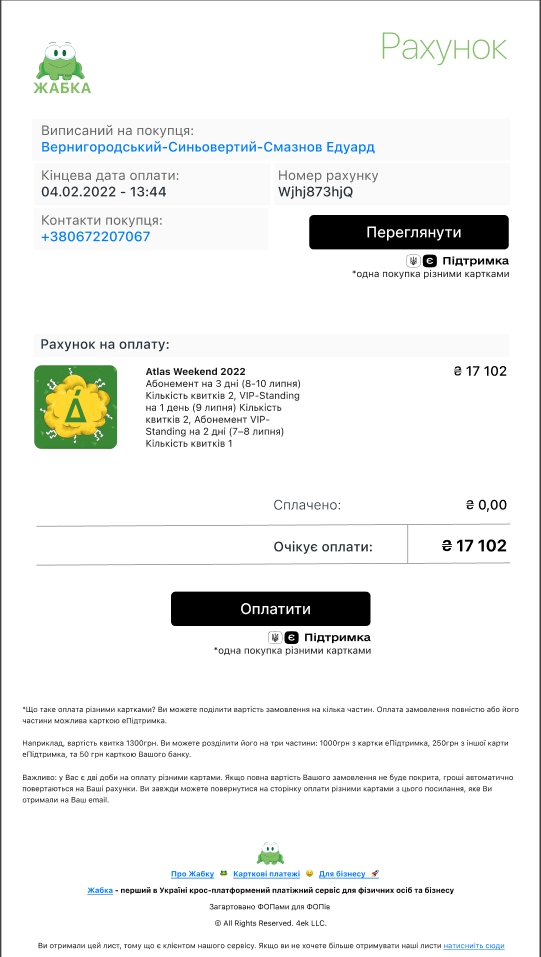 Рахунок
ЖАБКА
Виписаний на покупця:
Вернигородський-Синьовертий-Смазнов Едуард
Кінцева дата оплати:
04.02.2022 - 13:44
Номер рахунку
Wjhj873hjQ
Контакти покупця:
+380672207067
Переглянути
є Підтримка
*одна покупка різними картками
Рахунок на оплату:
Atlas Weekend 2022
₴ 17 102
Абонемент на 3 дні (8-10 липня)
Кількість квитків 2, VIP-Standing
на 1 день (9 липня) Кількість
квитків 2, Абонемент VIP-
Standing на 2 дні (7–8 липня)
Кількість квитків 1
Сплачено:
₴ 0,00
Очікує оплати:
₴ 17 102
Оплатити
є Підтримка
*одна покупка різними картками
*Що таке оплата різними картками? Ви можете поділити вартість замовлення на кілька частин. Оплата замовлення повністю або його
частини можлива карткою еПідтримка.
Наприклад, вартість квитка 1300грн. Ви можете розділити його на три частини: 1000грн з картки еПідтримка, 250грн з іншої карти
еПідтримка, та 50 грн карткою Вашого банку.
Важливо: у Вас є дві доби на оплату різними картами. Якщо повна вартість Вашого замовлення не буде покрита, гроші автоматично
повертаються на Ваші рахунки. Ви завжди можете повернутися на сторінку оплати різними картами з цього посилання, яке Ви
отримали на Ваш email.
Про Жабку Карткові платежі Для бізнесу
Жабка - перший в Україні крос-платформений платіжний сервіс для фізичних осіб та бізнесу
Загартовано ФОПами для ФОПів
© All Rights Reserved. 4ek LLC.
Ви отримали цей лист, тому що є клієнтом нашого сервісу. Якщо ви не хочете більше отримувати наші листи натисніть сюди